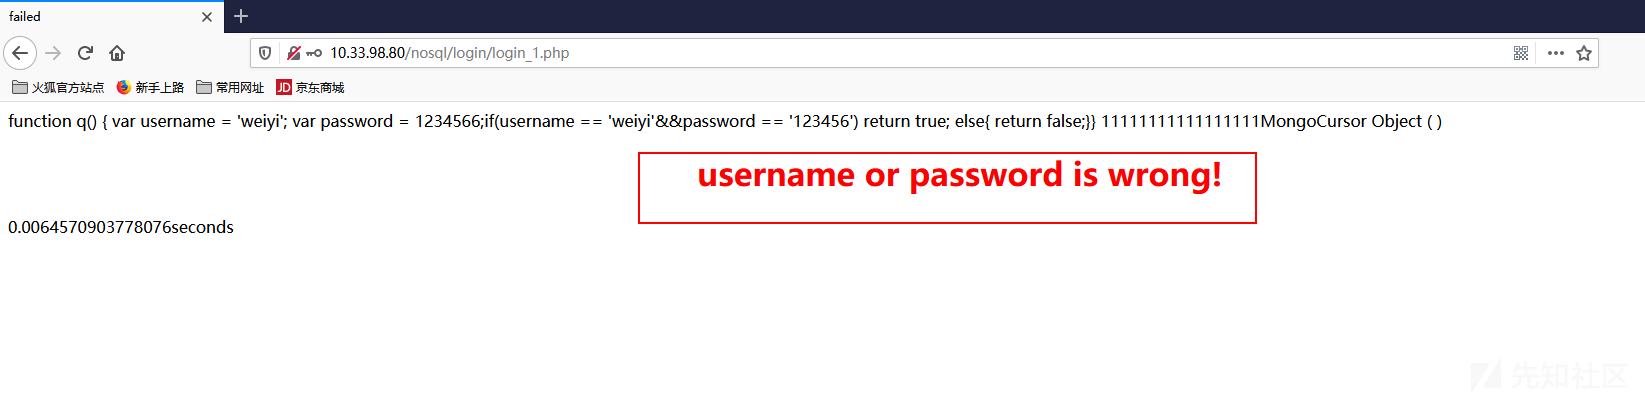 failed
10.33.98.80/nosql/login/login_1.php
火狐官方站点 新手上路 常用网址 JD 京东商城
function q() { var username = 'weiyi'; var password = 1234566;if(username == 'weiyi'&&password == '123456') return true; else{ return false;}} 11111111111111111MongoCursor Object ( )
username or password is wrong!
0.0064570903778076seconds
先知社区